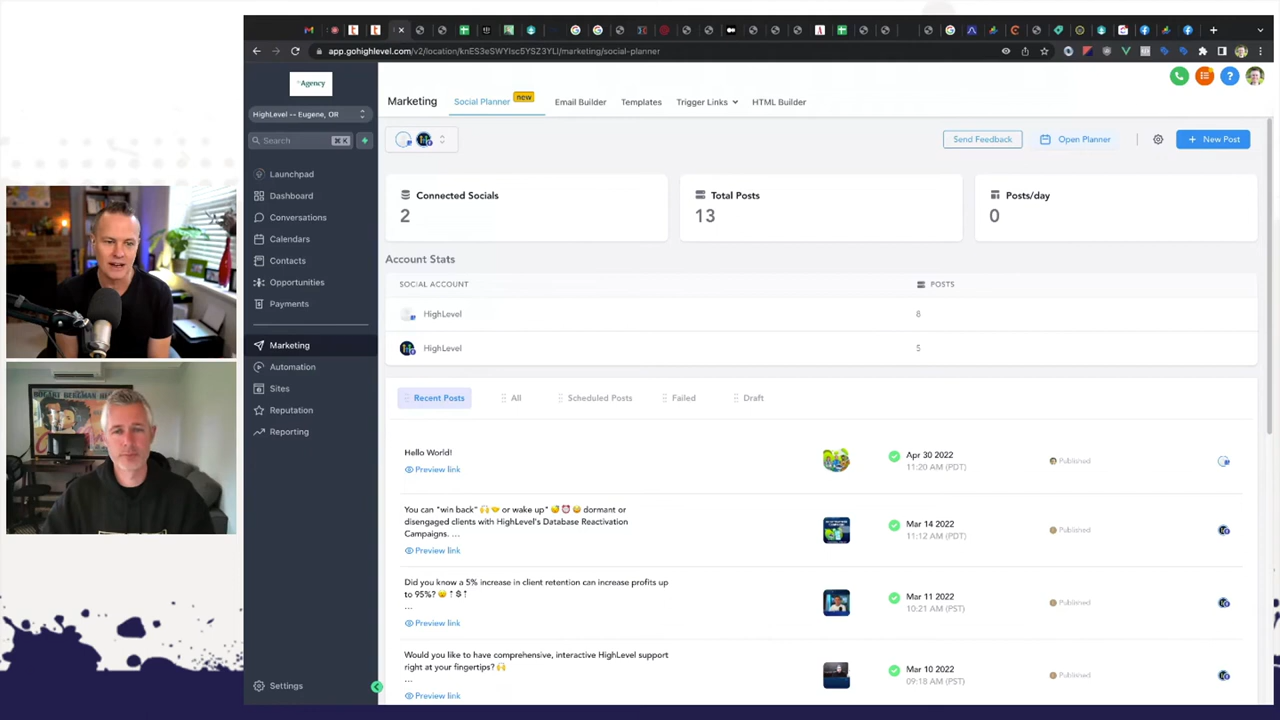 app.gohighlevel.com/v2/location/knES3eSWYIsc5YSZ3YLI/marketing/social-planner
Agency
HighLevel -- Eugene, OR
Search
⌘K
Launchpad
Dashboard
Conversations
Calendars
Contacts
Opportunities
Payments
Marketing
Automation
Sites
Reputation
Reporting
Settings
Marketing
Social Planner
new
Email Builder
Templates
Trigger Links
HTML Builder
Send Feedback
Open Planner
+ New Post
Connected Socials
2
Total Posts
13
Posts/day
0
Account Stats
SOCIAL ACCOUNT
POSTS
HighLevel
8
HighLevel
5
Recent Posts
All
Scheduled Posts
Failed
Draft
Hello World!
Preview link
Apr 30 2022
11:20 AM (PDT)
Published
You can *win back* 🙌🤝 or wake up* 😴⏰😀 dormant or
disengaged clients with HighLevel's Database Reactivation
Campaigns. ...
Preview link
Mar 14 2022
11:12 AM (PDT)
Published
Did you know a 5% increase in client retention can increase profits up
to 95%? 😮↑$↑
...
Preview link
Mar 11 2022
10:21 AM (PST)
Published
Would you like to have comprehensive, interactive HighLevel support
right at your fingertips? 🙌
...
Preview link
Mar 10 2022
09:18 AM (PST)
Published